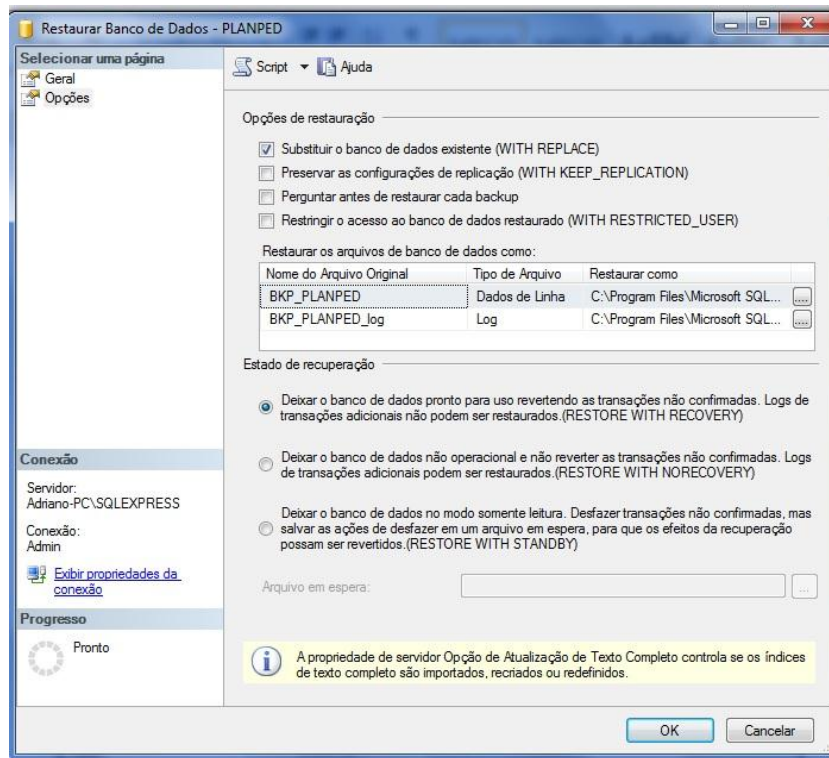 Restaurar Banco de Dados - PLANPED
Selecionar uma página
Geral
Opções
Script
Ajuda
Opções de restauração
Substituir o banco de dados existente (WITH REPLACE)
Preservar as configurações de replicação (WITH KEEP_REPLICATION)
Perguntar antes de restaurar cada backup
Restringir o acesso ao banco de dados restaurado (WITH RESTRICTED_USER)
Restaurar os arquivos de banco de dados como:
Nome do Arquivo Original Tipo de Arquivo Restaurar como
BKP_PLANPED Dados de Linha C:\Program Files\Microsoft SQL... ...
BKP_PLANPED_log Log C:\Program Files\Microsoft SQL... ...
Estado de recuperação
Deixar o banco de dados pronto para uso revertendo as transações não confirmadas. Logs de
transações adicionais não podem ser restaurados.(RESTORE WITH RECOVERY)
Deixar o banco de dados não operacional e não reverter as transações não confirmadas. Logs
de transações adicionais podem ser restaurados.(RESTORE WITH NORECOVERY)
Deixar o banco de dados no modo somente leitura. Desfazer transações não confirmadas, mas
salvar as ações de desfazer em um arquivo em espera, para que os efeitos da recuperação
possam ser revertidos.(RESTORE WITH STANDBY)
Arquivo em espera: ...
A propriedade de servidor Opção de Atualização de Texto Completo controla se os índices
de texto completo são importados, recriados ou redefinidos.
Conexão
Servidor:
Adriano-PC\SQLEXPRESS
Conexão:
Admin
Exibir propriedades da
conexão
Progresso
Pronto
OK Cancelar